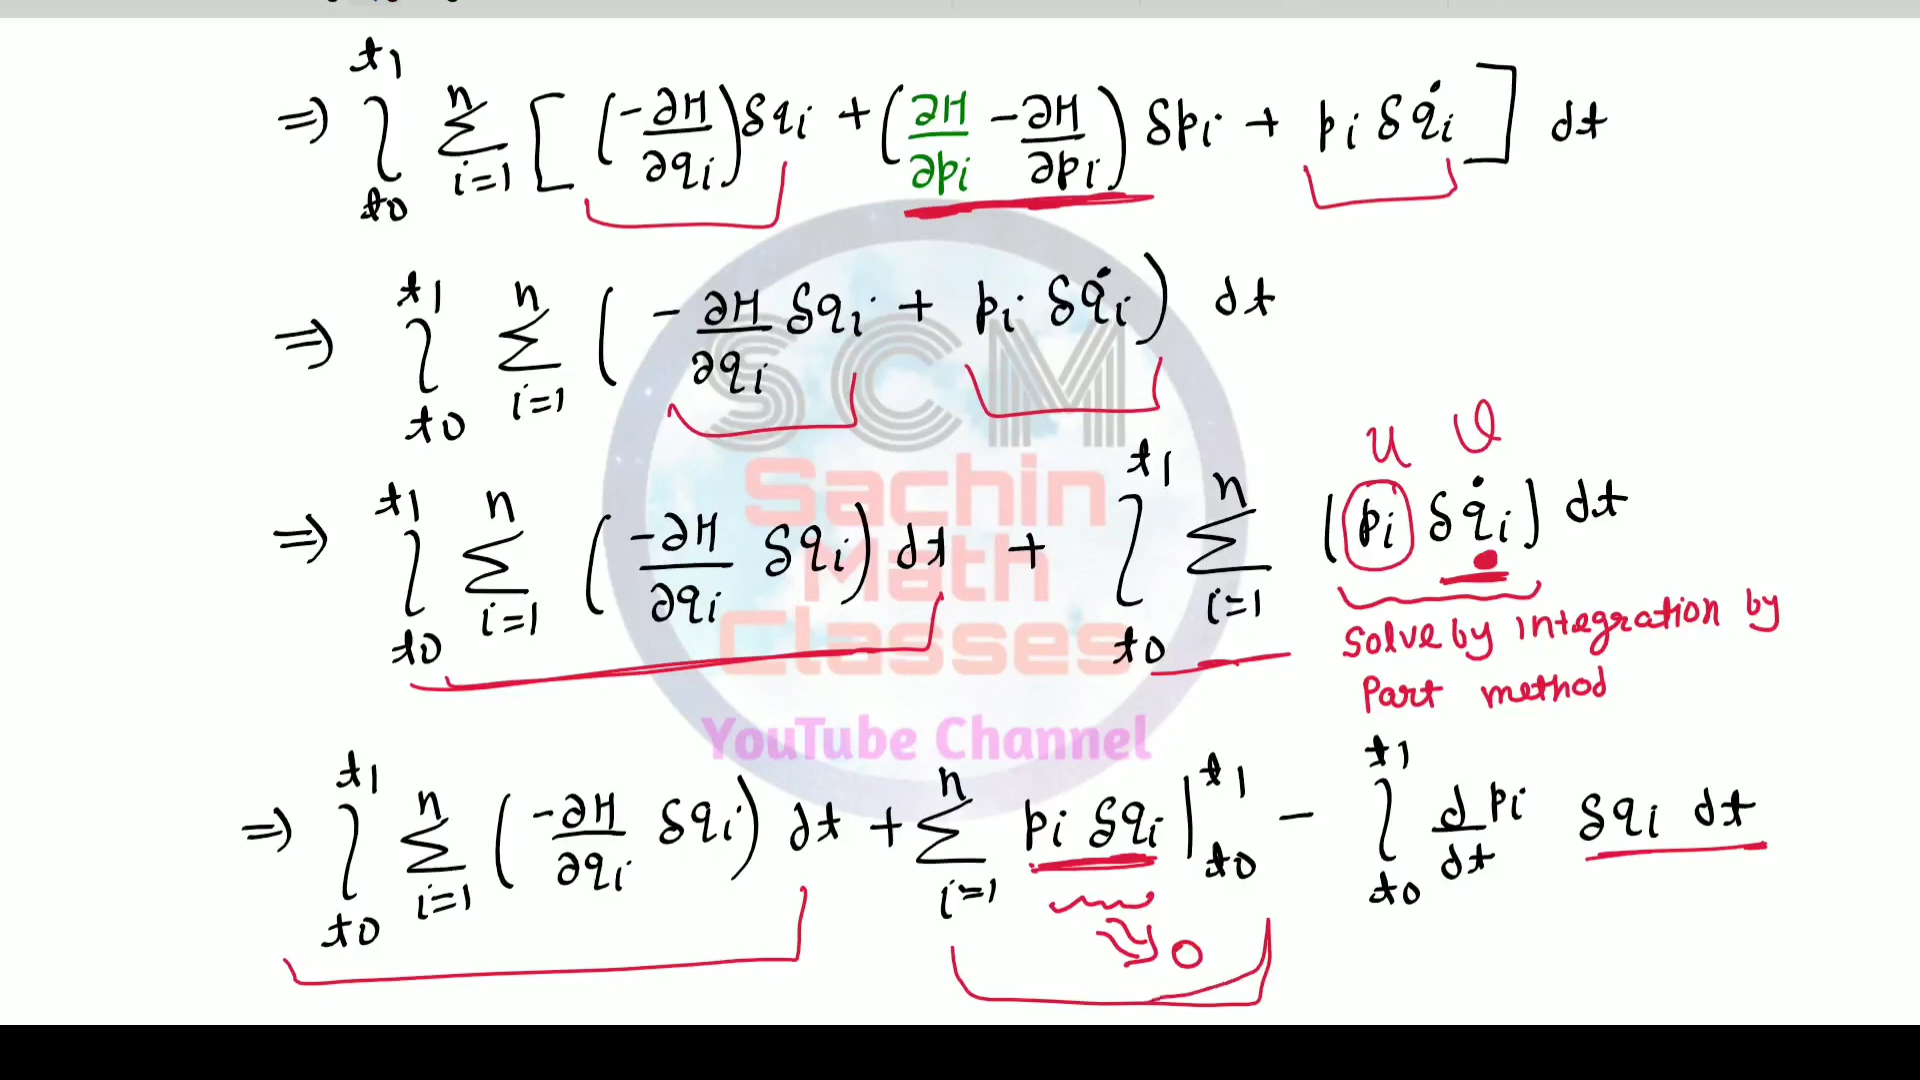 ⇒ ∫_{t0}^{t1} Σ_{i=1}^{n} [ (-∂H/∂qi) δqi + (∂H/∂pi - ∂H/∂pi) δpi + pi δq̇i ] dt
⇒ ∫_{t0}^{t1} Σ_{i=1}^{n} ( -∂H/∂qi δqi + pi δq̇i ) dt
SCM
u v
⇒ ∫_{t0}^{t1} Σ_{i=1}^{n} ( -∂H/∂qi δqi ) dt + ∫_{t0}^{t1} Σ_{i=1}^{n} ( pi δq̇i ) dt
Sachin
Math
Classes
Solve by integration by
Part method
YouTube Channel
⇒ ∫_{t0}^{t1} Σ_{i=1}^{n} ( -∂H/∂qi δqi ) dt + Σ_{i=1}^{n} pi δqi |_{t0}^{t1} - ∫_{t0}^{t1} d/dt pi δqi dt
0